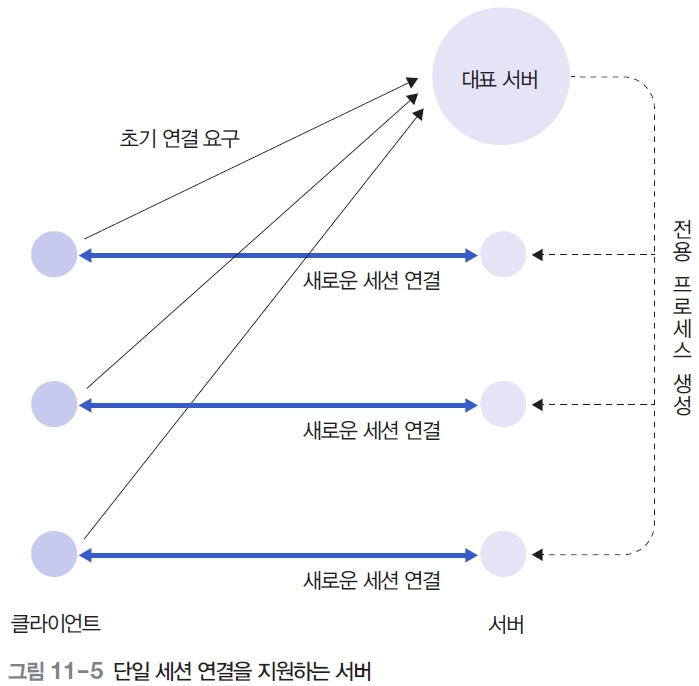 대표 서버
초기 연결 요구
새로운 세션 연결
전용 프로세스 생성
새로운 세션 연결
새로운 세션 연결
클라이언트
서버
그림 11-5 단일 세션 연결을 지원하는 서버